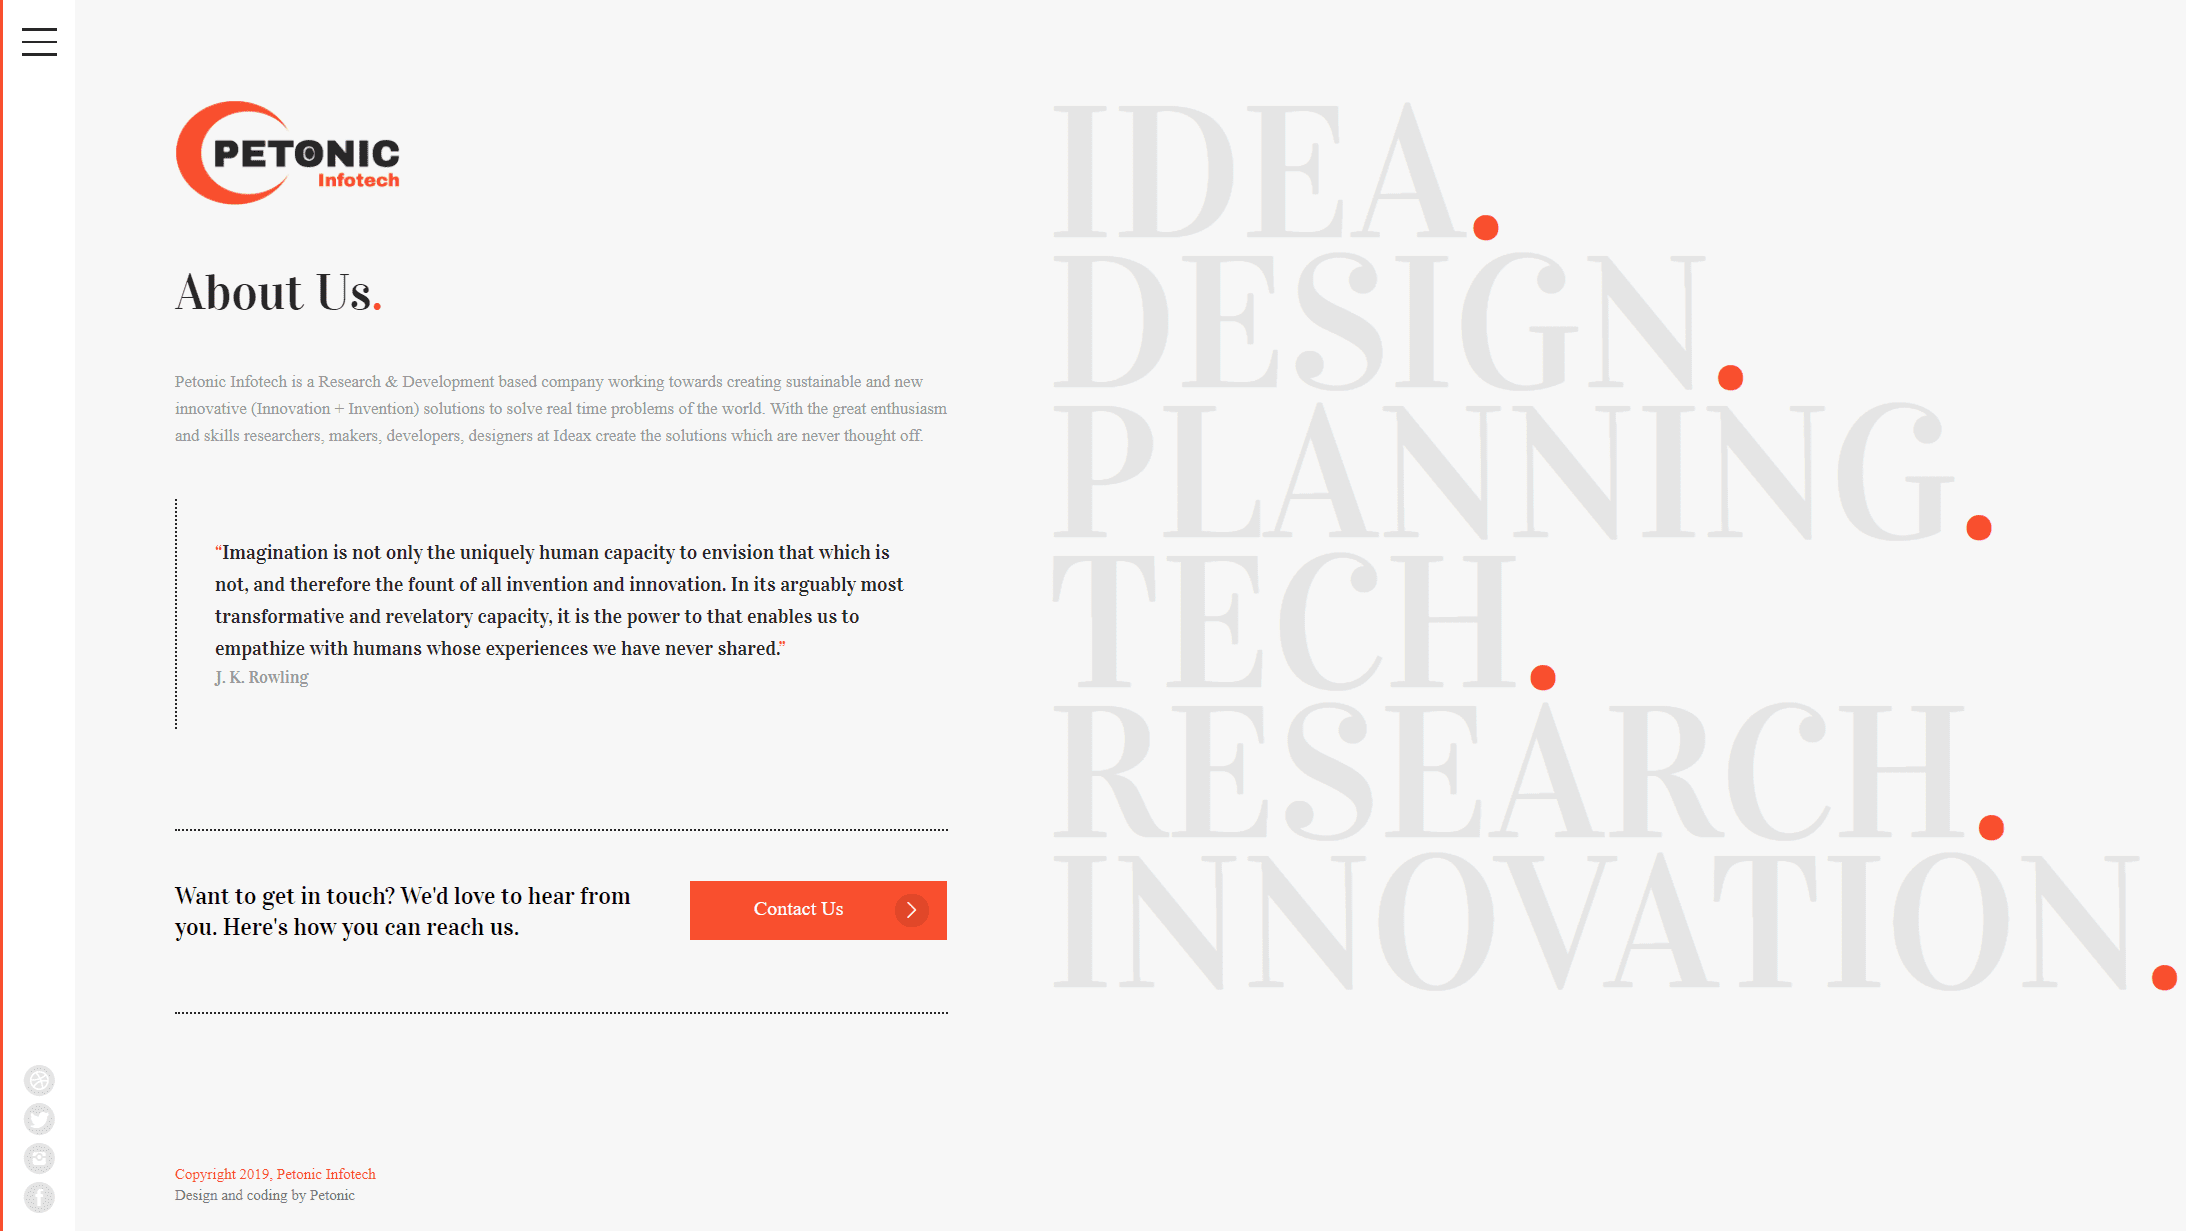 PETONIC
Infotech
About Us.
Petonic Infotech is a Research & Development based company working towards creating sustainable and new
innovative (Innovation + Invention) solutions to solve real time problems of the world. With the great enthusiasm
and skills researchers, makers, developers, designers at Ideax create the solutions which are never thought off.
“Imagination is not only the uniquely human capacity to envision that which is
not, and therefore the fount of all invention and innovation. In its arguably most
transformative and revelatory capacity, it is the power to that enables us to
empathize with humans whose experiences we have never shared.”
J. K. Rowling
Want to get in touch? We'd love to hear from
you. Here's how you can reach us.
Contact Us
Copyright 2019, Petonic Infotech
Design and coding by Petonic
IDEA.
DESIGN.
PLANNING.
TECH.
RESEARCH.
INNOVATION.